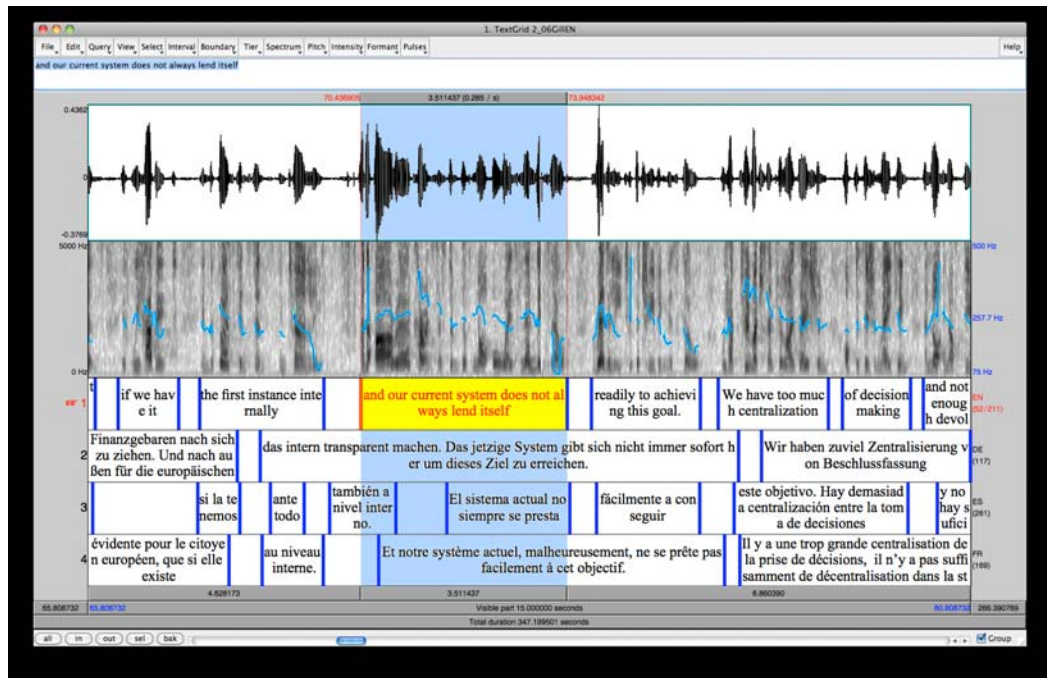 1. TextGrid 2_06GillEN
File Edit Query View Select Interval Boundary Tier Spectrum Pitch Intensity Formant Pulses Help
and our current system does not always lend itself
70.436905 3.511437 (0.285 / s) 73.948342
0.4362
0
-0.3769
5000 Hz 500 Hz
257.7 Hz
0 Hz 75 Hz
1
t
if we hav
e it
the first instance inte
rnally
and our current system does not al
ways lend itself
readily to achievi
ng this goal.
We have too muc
h centralization
of decision
making
and not
enoug
h devol
EN
(52/211)
2
Finanzgebaren nach sich
zu ziehen. Und nach au
ßen für die europäischen
das intern transparent machen. Das jetzige System gibt sich nicht immer sofort h
er um dieses Ziel zu erreichen.
Wir haben zuviel Zentralisierung v
on Beschlussfassung
DE
(117)
3
si la te
nemos
ante
todo
también a
nivel inter
no.
El sistema actual no
siempre se presta
fácilmente a con
seguir
este objetivo. Hay demasiad
a centralización entre la tom
a de decisiones
y no
hay s
ufici
ES
(281)
4
évidente pour le citoye
n européen, que si elle
existe
au niveau
interne.
Et notre système actuel, malheureusement, ne se prête pas
facilement à cet objectif.
Il y a une trop grande centralisation de
la prise de décisions, il n'y a pas suffi
samment de décentralisation dans la st
FR
(169)
4.628173 3.511437 6.860390
65.808732 65.808732 Visible part 15.000000 seconds 80.808732 266.390769
Total duration 347.199501 seconds
all in out sel bak Group